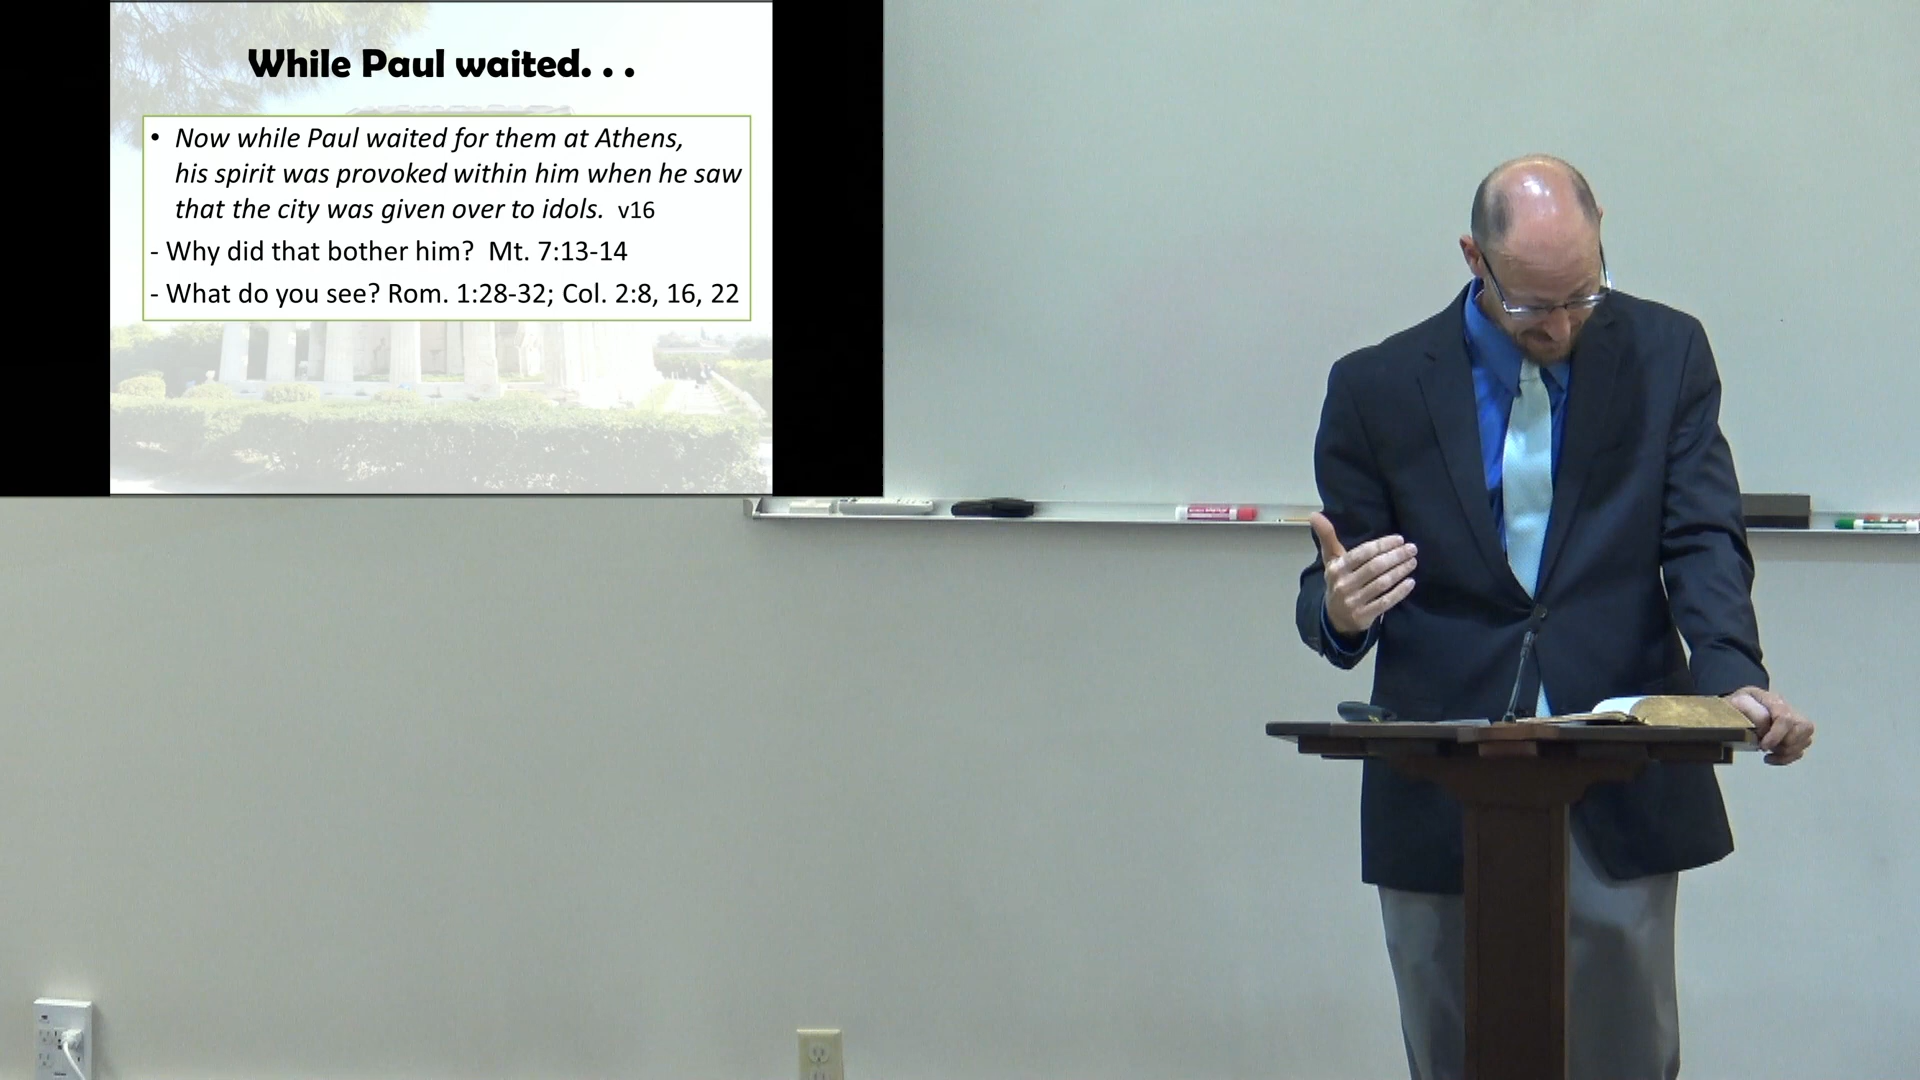 While Paul waited. . .
• Now while Paul waited for them at Athens,
his spirit was provoked within him when he saw
that the city was given over to idols. v16
- Why did that bother him? Mt. 7:13-14
- What do you see? Rom. 1:28-32; Col. 2:8, 16, 22